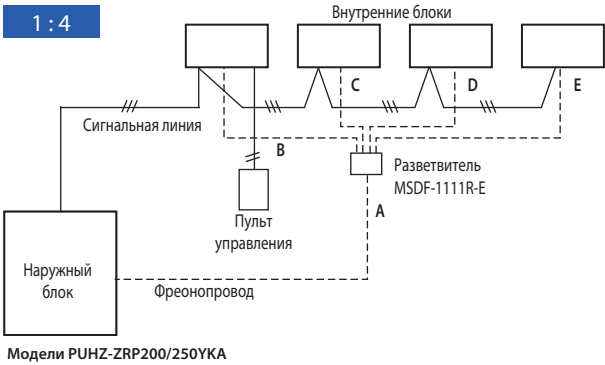 1 : 4
Внутренние блоки
C
D
E
Сигнальная линия
B
Разветвитель
MSDF-1111R-E
A
Пульт
управления
Наружный
блок
Фреонопровод
Модели PUHZ-ZRP200/250YKA